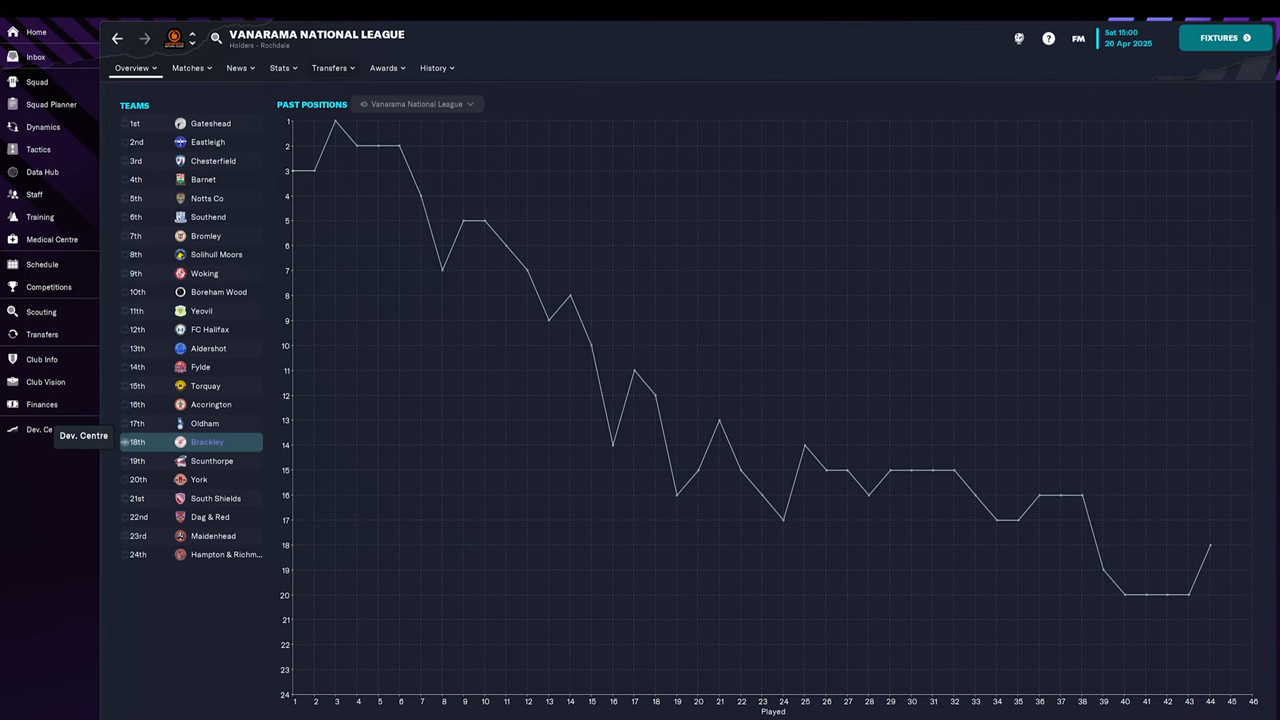 Home
Inbox
Squad
Squad Planner
Dynamics
Tactics
Data Hub
Staff
Training
Medical Centre
Schedule
Competitions
Scouting
Transfers
Club Info
Club Vision
Finances
Dev. Ce
Dev. Centre
VANARAMA NATIONAL LEAGUE
Holders - Rochdale
FM
Sat 15:00
26 Apr 2025
FIXTURES
Overview Matches News Stats Transfers Awards History
TEAMS
1st Gateshead
2nd Eastleigh
3rd Chesterfield
4th Barnet
5th Notts Co
6th Southend
7th Bromley
8th Solihull Moors
9th Woking
10th Boreham Wood
11th Yeovil
12th FC Halifax
13th Aldershot
14th Fylde
15th Torquay
16th Accrington
17th Oldham
18th Brackley
19th Scunthorpe
20th York
21st South Shields
22nd Dag & Red
23rd Maidenhead
24th Hampton & Richm...
PAST POSITIONS Vanarama National League
1
2
3
4
5
6
7
8
9
10
11
12
13
14
15
16
17
18
19
20
21
22
23
24
1 2 3 4 5 6 7 8 9 10 11 12 13 14 15 16 17 18 19 20 21 22 23 24 25 26 27 28 29 30 31 32 33 34 35 36 37 38 39 40 41 42 43 44 45 46
Played